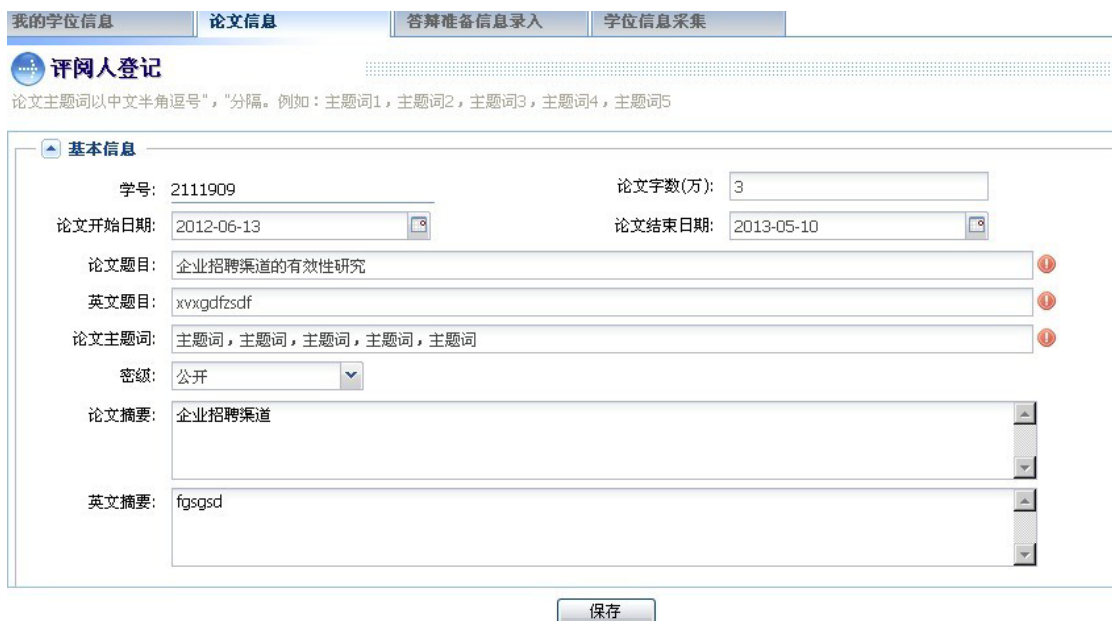 我的学位信息 论文信息 答辩准备信息录入 学位信息采集
评阅人登记
论文主题词以中文半角逗号"，"分隔。例如：主题词1，主题词2，主题词3，主题词4，主题词5
基本信息
学号: 2111909 论文字数(万): 3
论文开始日期: 2012-06-13 论文结束日期: 2013-05-10
论文题目: 企业招聘渠道的有效性研究
英文题目: xvxgdfzsdf
论文主题词: 主题词，主题词，主题词，主题词，主题词
密级: 公开
论文摘要: 企业招聘渠道
英文摘要: fgsgsd
保存